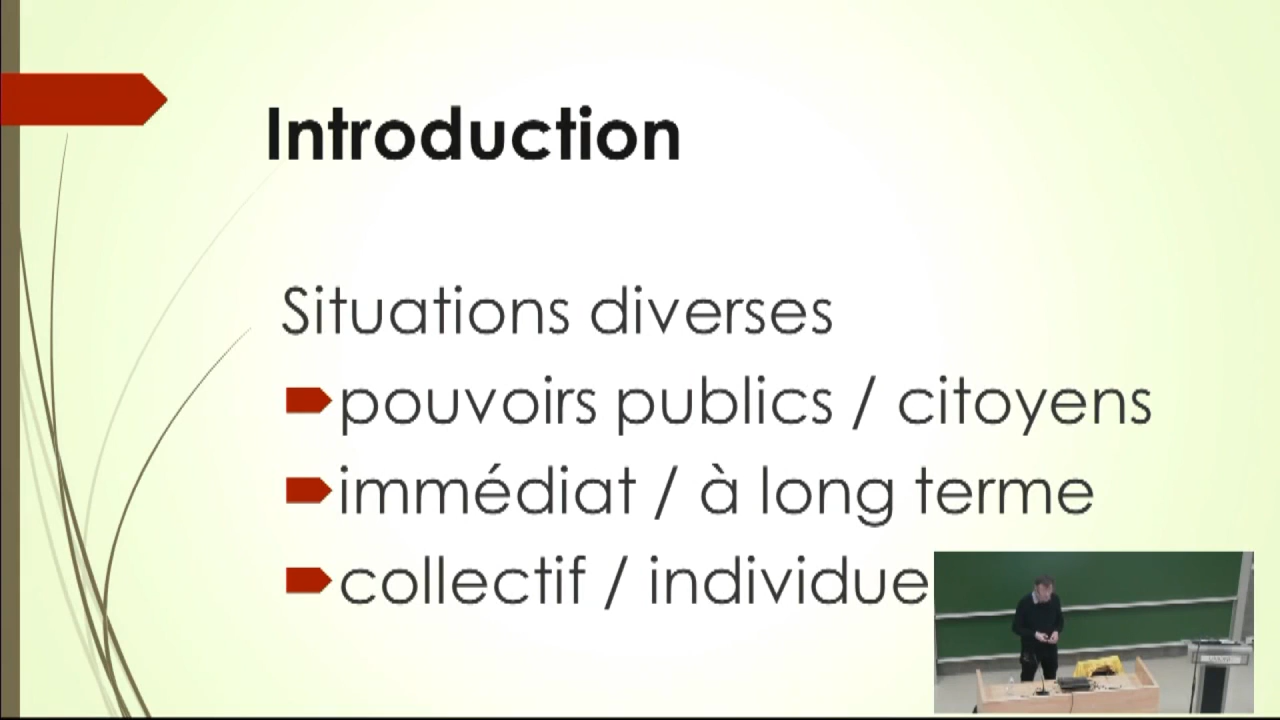 Introduction
Situations diverses
pouvoirs publics / citoyens
immédiat / à long terme
collectif / individue